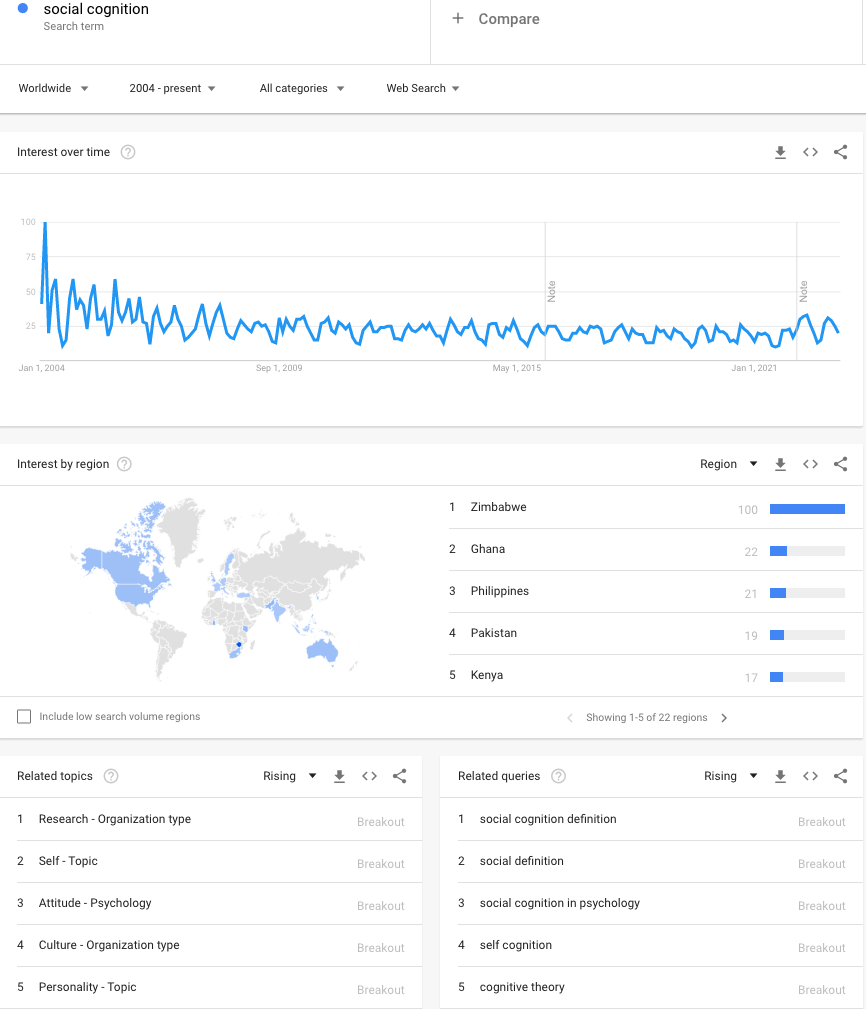 social cognition
Search term
+ Compare
Worldwide
2004 - present
All categories
Web Search
Interest over time ?
100
75
50
25
Note
Note
Jan 1, 2004
Sep 1, 2009
May 1, 2015
Jan 1, 2021
Interest by region ?
Region
1 Zimbabwe 100
2 Ghana 22
3 Philippines 21
4 Pakistan 19
5 Kenya 17
Include low search volume regions
Showing 1-5 of 22 regions
Related topics ?
Rising
1 Research - Organization type Breakout
2 Self - Topic Breakout
3 Attitude - Psychology Breakout
4 Culture - Organization type Breakout
5 Personality - Topic Breakout
Related queries ?
Rising
1 social cognition definition Breakout
2 social definition Breakout
3 social cognition in psychology Breakout
4 self cognition Breakout
5 cognitive theory Breakout